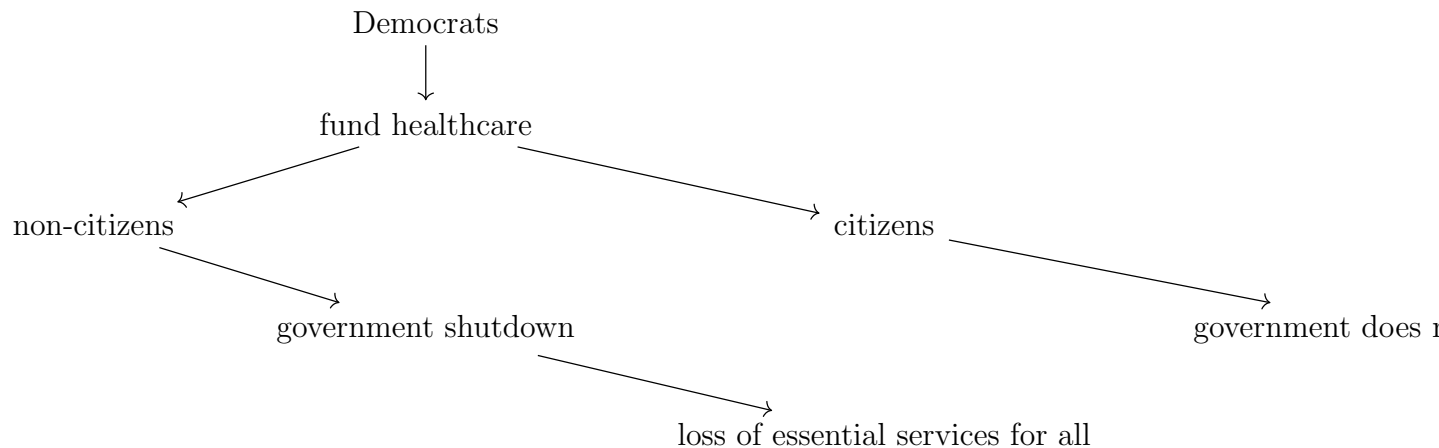 Democrats
fund healthcare
non-citizens
citizens
government shutdown
government does
loss of essential services for all